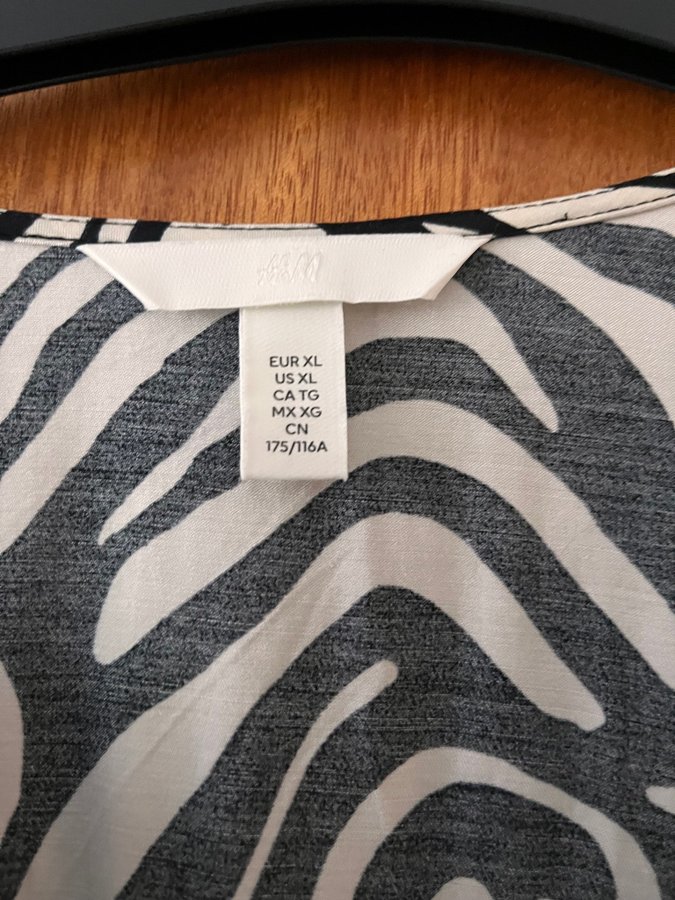 H&M
EUR XL
US XL
CA TG
MX XG
CN
175/116A